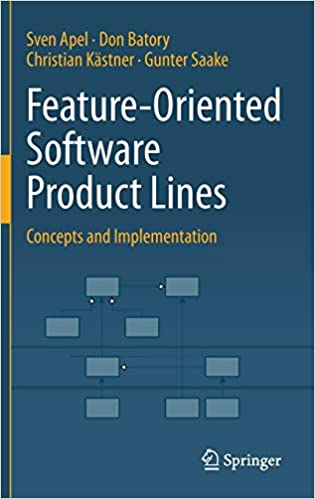 Sven Apel · Don Batory
Christian Kästner · Gunter Saake
Feature-Oriented
Software
Product Lines
Concepts and Implementation
Springer